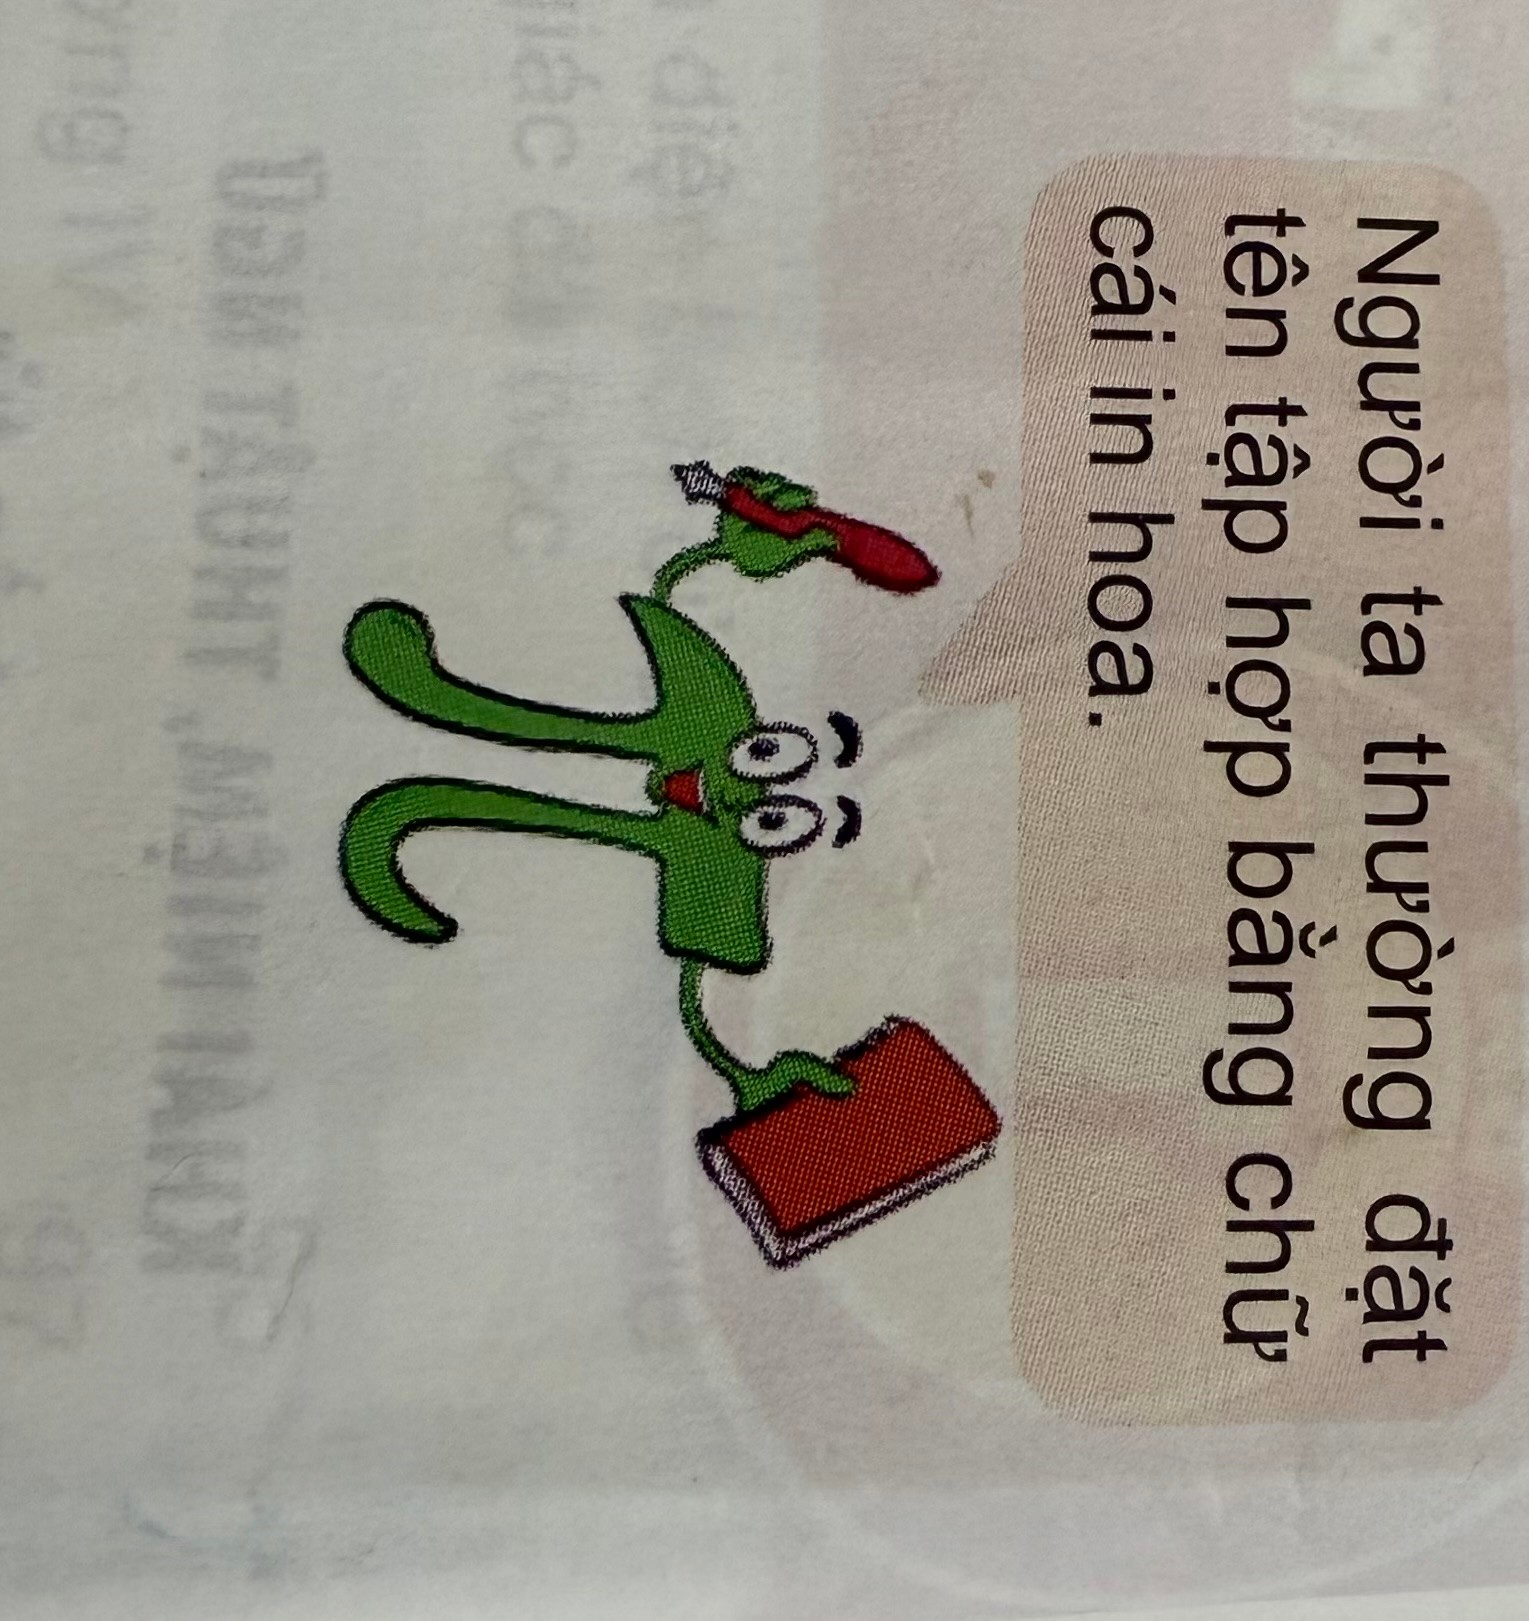 Người ta thường đặt
tên tập hợp bằng chữ
cái in hoa.